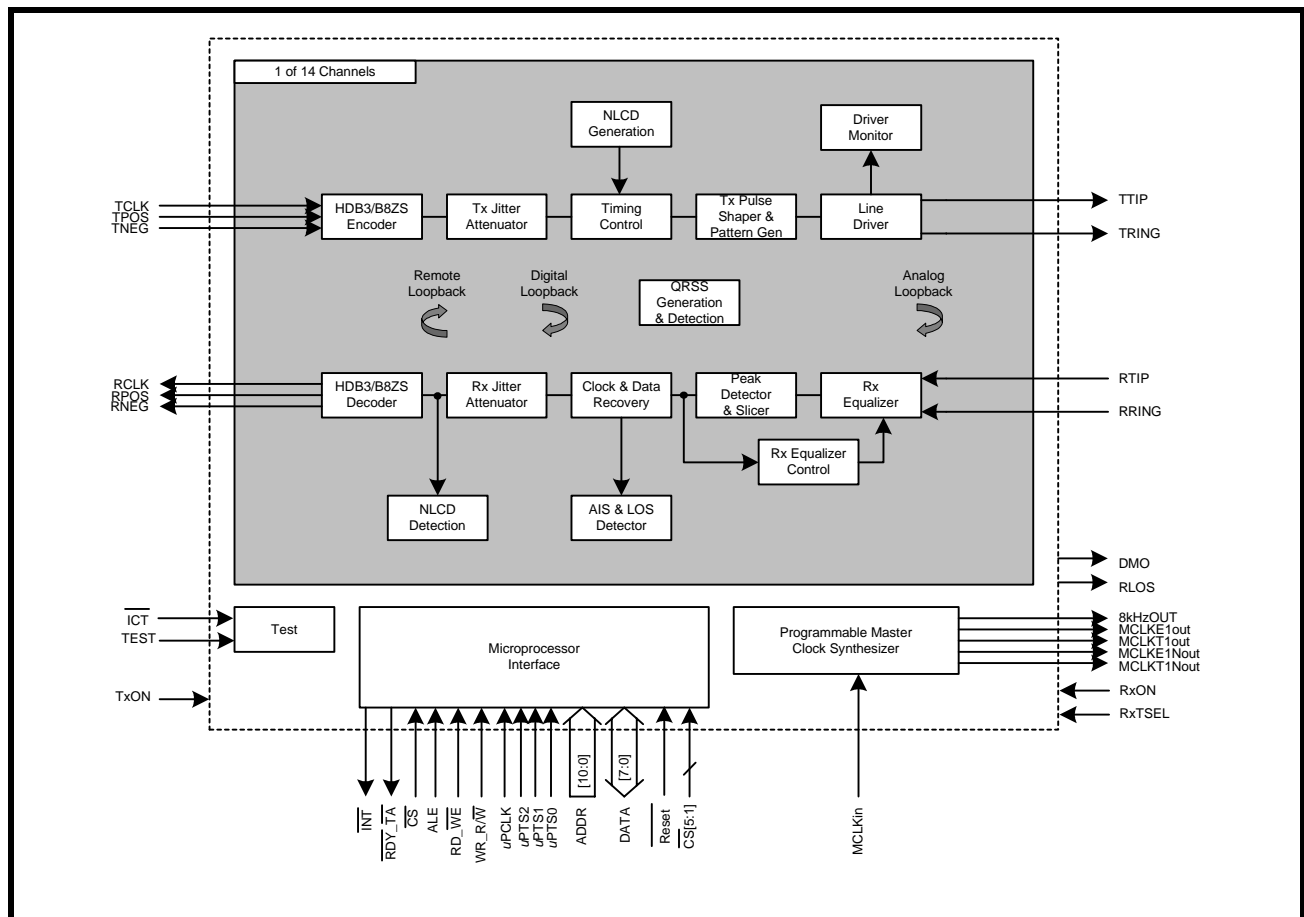 1 of 14 Channels
NLCD
Generation
Driver
Monitor
TCLK
TPOS
TNEG
HDB3/B8ZS
Encoder
Tx Jitter
Attenuator
Timing
Control
Tx Pulse
Shaper &
Pattern Gen
Line
Driver
TTIP
TRING
Remote
Loopback
Digital
Loopback
QRSS
Generation
& Detection
Analog
Loopback
RCLK
RPOS
RNEG
HDB3/B8ZS
Decoder
Rx Jitter
Attenuator
Clock & Data
Recovery
Peak
Detector
& Slicer
Rx
Equalizer
RTIP
RRING
Rx Equalizer
Control
NLCD
Detection
AIS & LOS
Detector
DMO
RLOS
ICT
TEST
Test
Microprocessor
Interface
Programmable Master
Clock Synthesizer
8kHzOUT
MCLKE1out
MCLKT1out
MCLKE1Nout
MCLKT1Nout
TxON
RxON
RxTSEL
[10:0]
[7:0]
INT
RDY_TA
CS
ALE
RD_WE
WR_R/W
uPCLK
uPTS2
uPTS1
uPTS0
ADDR
DATA
Reset
CS[5:1]
MCLKin